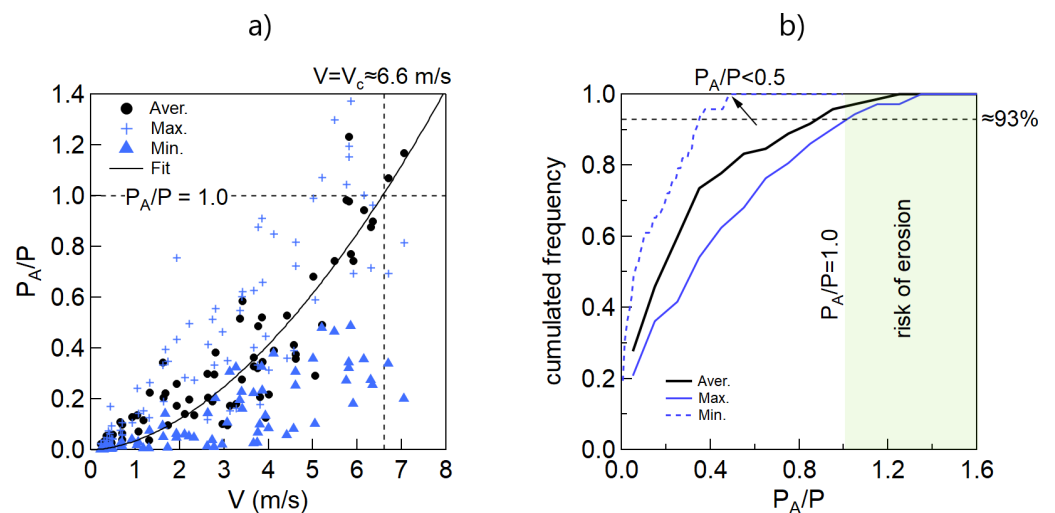 a)
b)
V=Vc≈6.6 m/s
1.4
1.2
1.0
0.8
0.6
0.4
0.2
0.0
Aver.
Max.
Min.
Fit
PA/P = 1.0
PA/P
0 1 2 3 4 5 6 7 8
V (m/s)
PA/P<0.5
≈93%
1.0
0.8
0.6
0.4
0.2
0.0
cumulated frequency
PA/P=1.0
risk of erosion
Aver.
Max.
Min.
0.0 0.4 0.8 1.2 1.6
PA/P